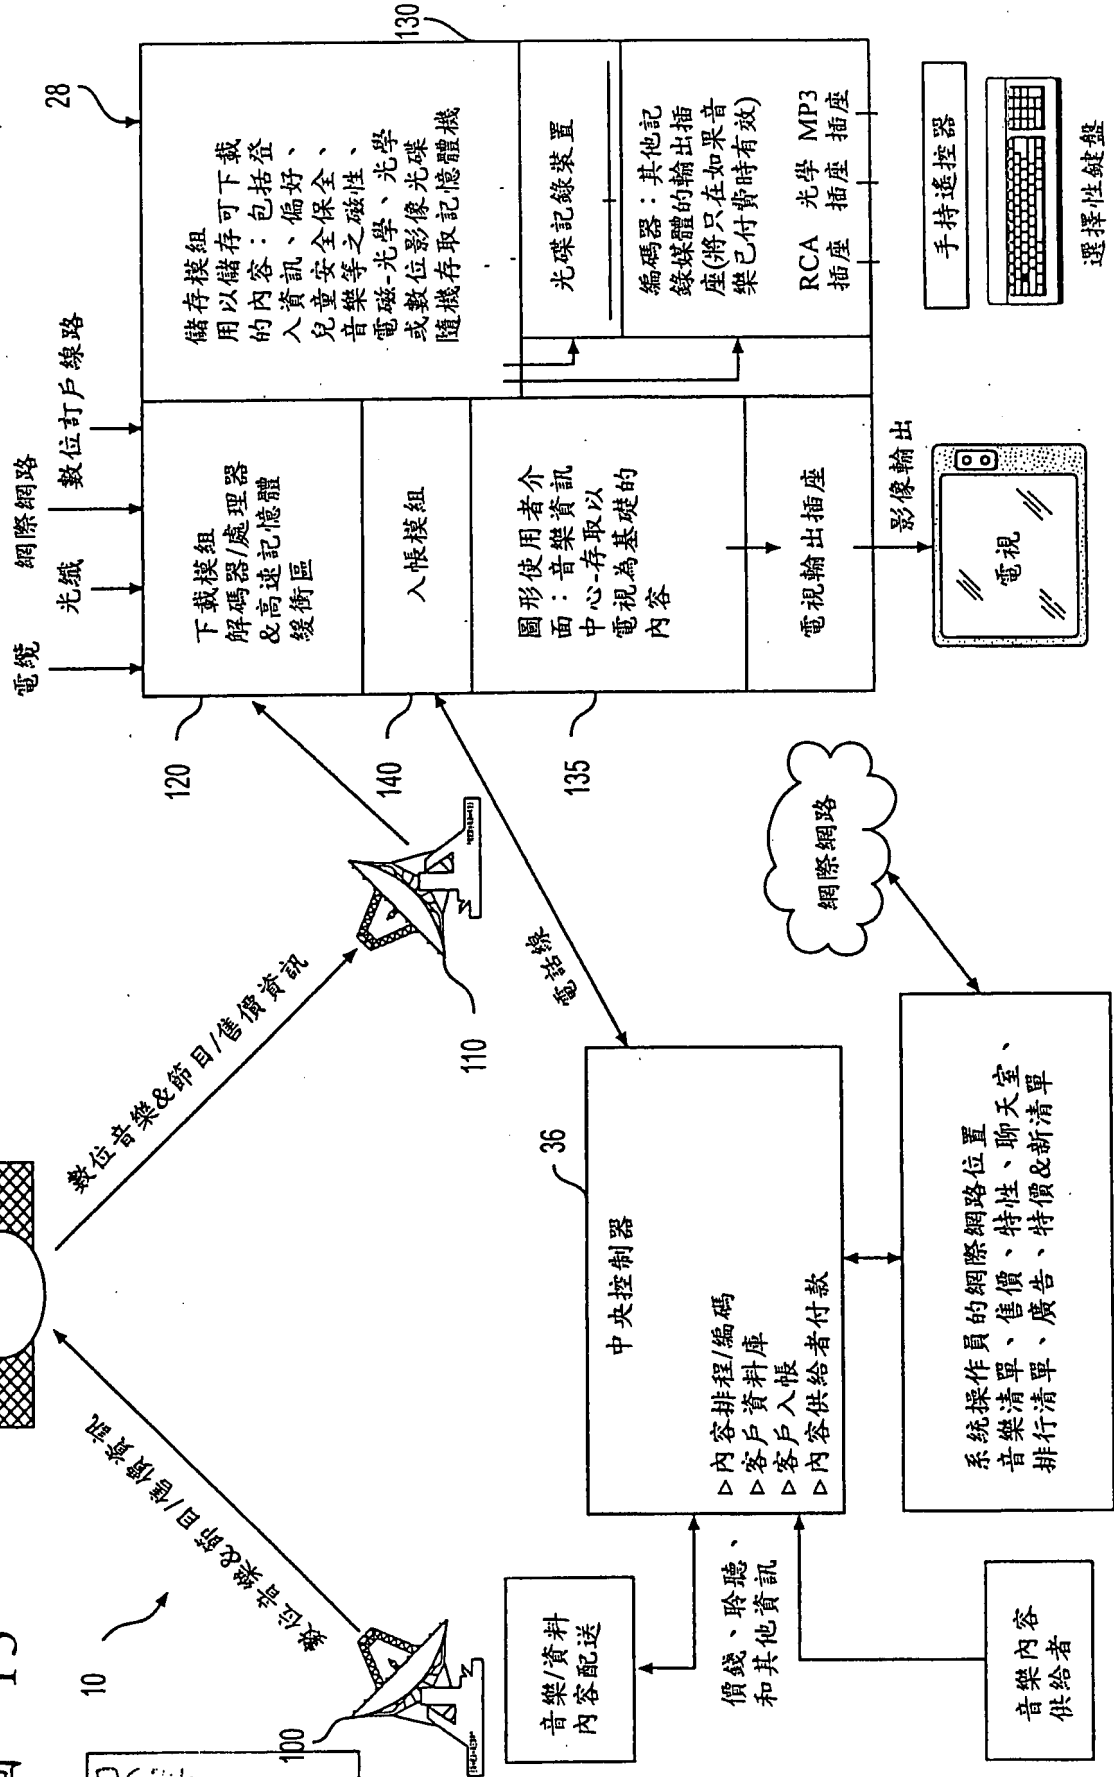 10
100
數位音樂&節目/售價資訊
數位音樂&節目/售價資訊
110
28
電纜
光纖
網際網路
數位訂戶線路
120
下載模組
解碼器/處理器
&高速記憶體
緩衝區
140
入帳模組
135
圖形使用者介
面：音樂資訊
中心-存取以
電視為基礎的
內容
電視輸出插座
影像輸出
電視
130
儲存模組
用以儲存可下載
的內容：包括登
入資訊、偏好、
兒童安全保全、
音樂等之磁性、
電磁-光學、光學
或數位影像光碟
隨機存取記憶體機
光碟記錄裝置
編碼器：其他記
錄媒體的輸出插
座(將只在如果音
樂已付費時有效)
RCA 光學 MP3
插座 插座 插座
手持遙控器
選擇性鍵盤
電話線
36
中央控制器
▷內容排程/編碼
▷客戶資料庫
▷客戶入帳
▷內容供給者付款
音樂/資料
內容配送
價錢、聆聽、
和其他資訊
音樂內容
供給者
系統操作員的網際網路位置
音樂清單、售價、特性、聊天室、
排行清單、廣告、特價&新清單
網際網路